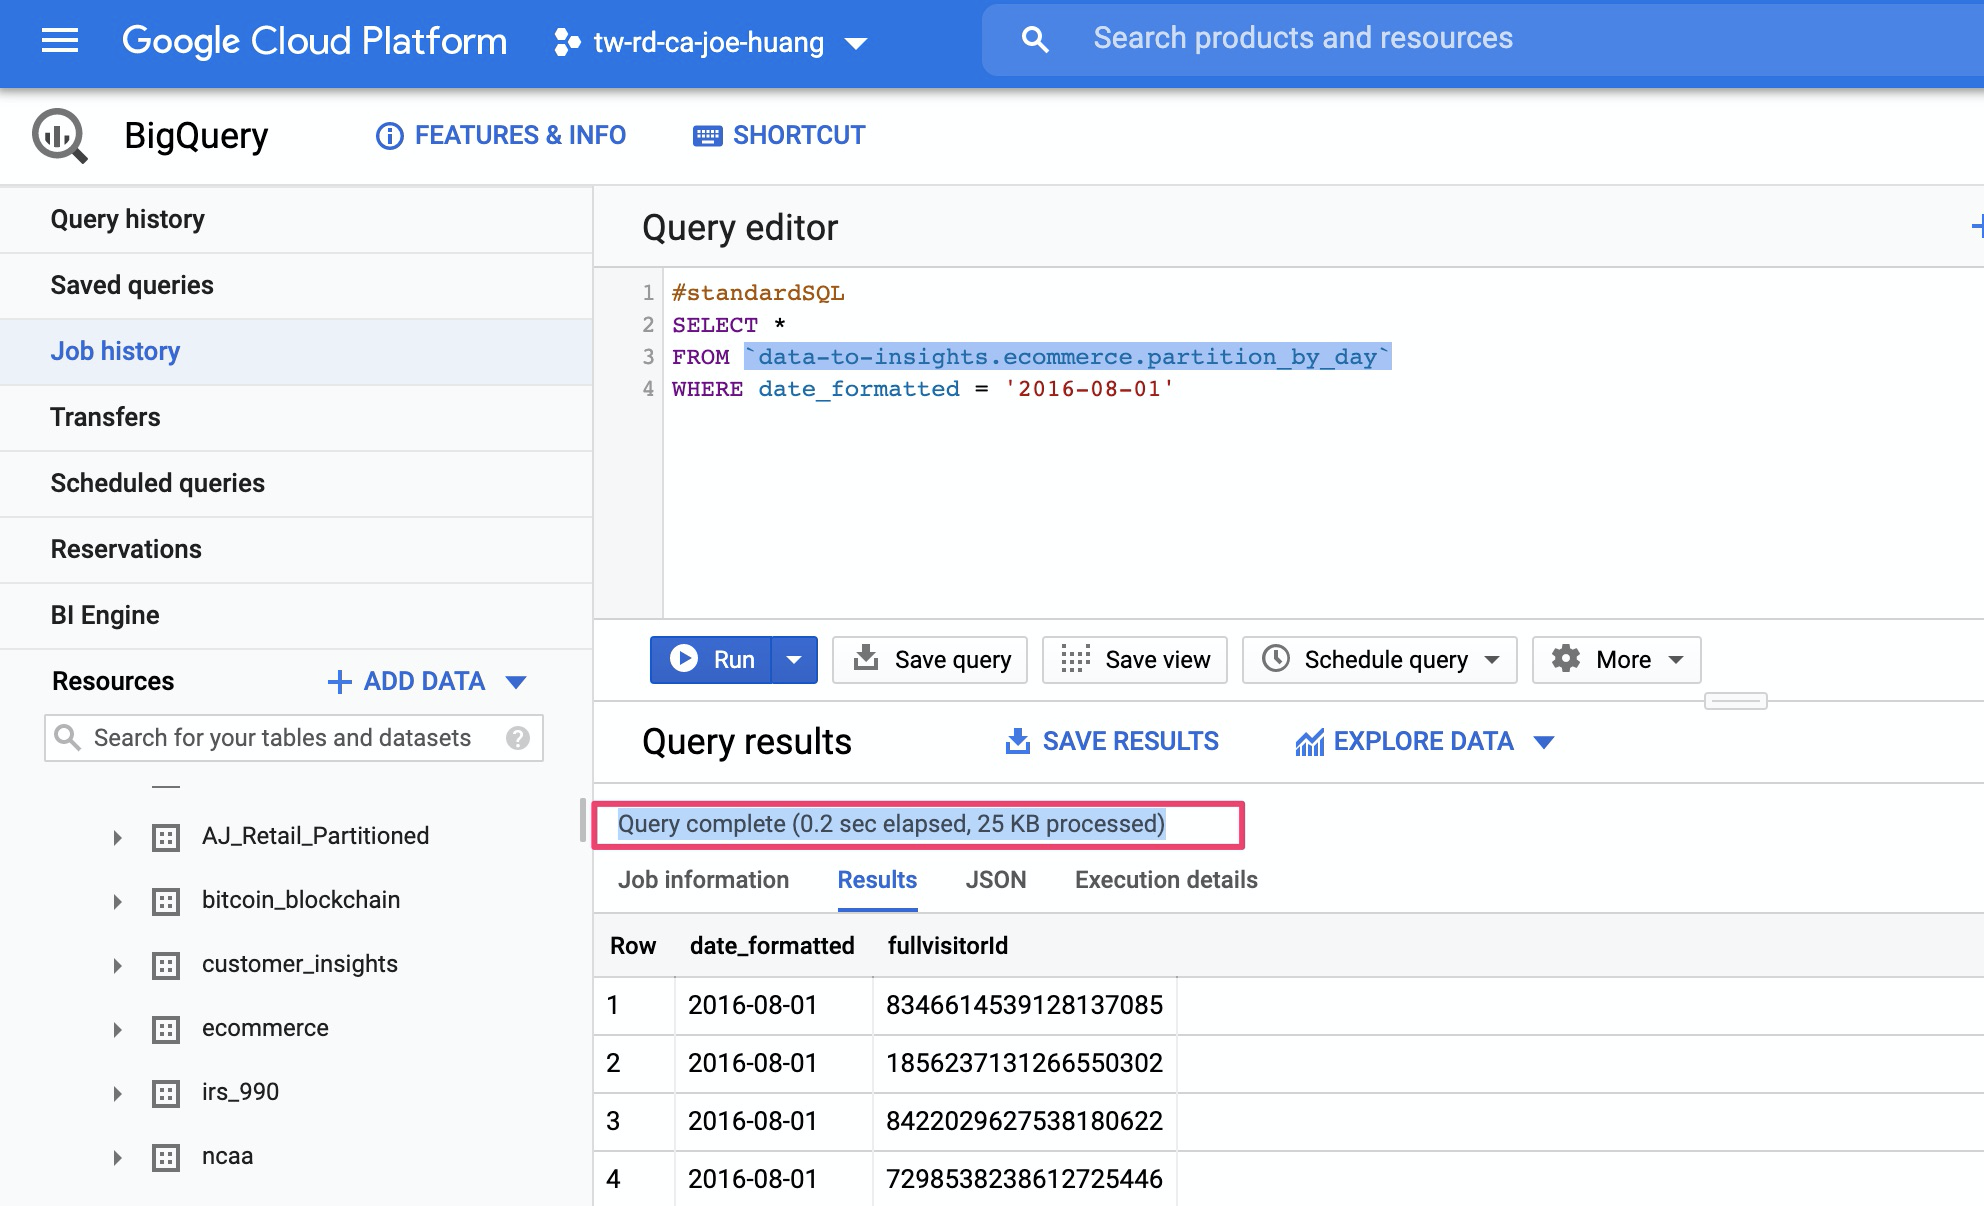 Google Cloud Platform tw-rd-ca-joe-huang Search products and resources
BigQuery FEATURES & INFO SHORTCUT
Query history
Saved queries
Job history
Transfers
Scheduled queries
Reservations
BI Engine
Resources ADD DATA
Search for your tables and datasets ?
AJ_Retail_Partitioned
bitcoin_blockchain
customer_insights
ecommerce
irs_990
ncaa
Query editor
1 #standardSQL
2 SELECT *
3 FROM `data-to-insights.ecommerce.partition_by_day`
4 WHERE date_formatted = '2016-08-01'
Run Save query Save view Schedule query More
Query results SAVE RESULTS EXPLORE DATA
Query complete (0.2 sec elapsed, 25 KB processed)
Job information Results JSON Execution details
Row date_formatted fullvisitorId
1 2016-08-01 8346614539128137085
2 2016-08-01 1856237131266550302
3 2016-08-01 8422029627538180622
4 2016-08-01 7298538238612725446